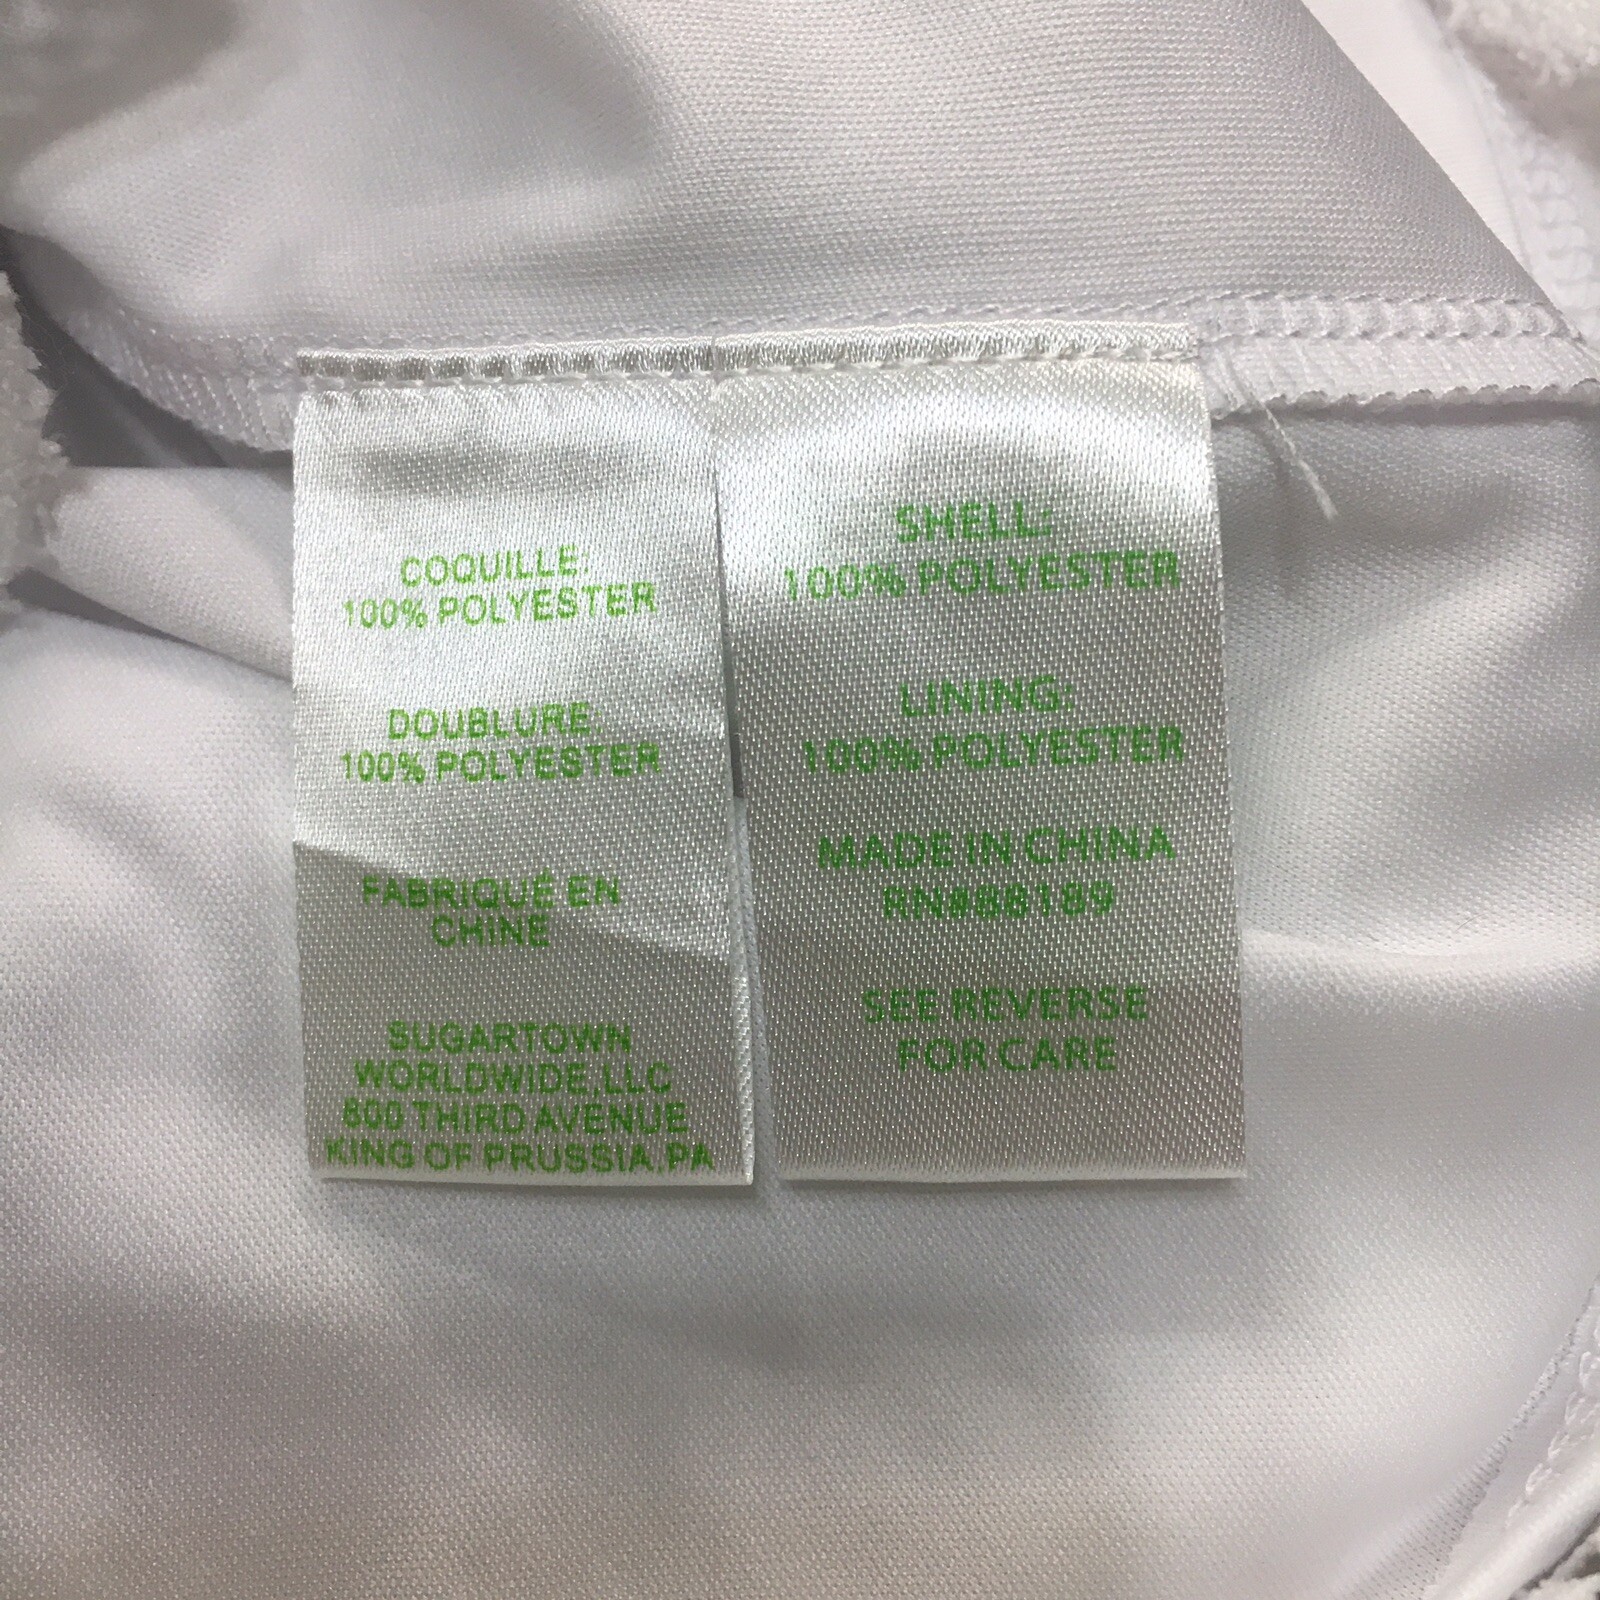 COQUILLE:
100% POLYESTER
DOUBLURE:
100% POLYESTER
FABRIQUÉ EN
CHINE
SUGARTOWN
WORLDWIDE, LLC
800 THIRD AVENUE
KING OF PRUSSIA, PA
SHELL:
100% POLYESTER
LINING:
100% POLYESTER
MADE IN CHINA
RN#88189
SEE REVERSE
FOR CARE